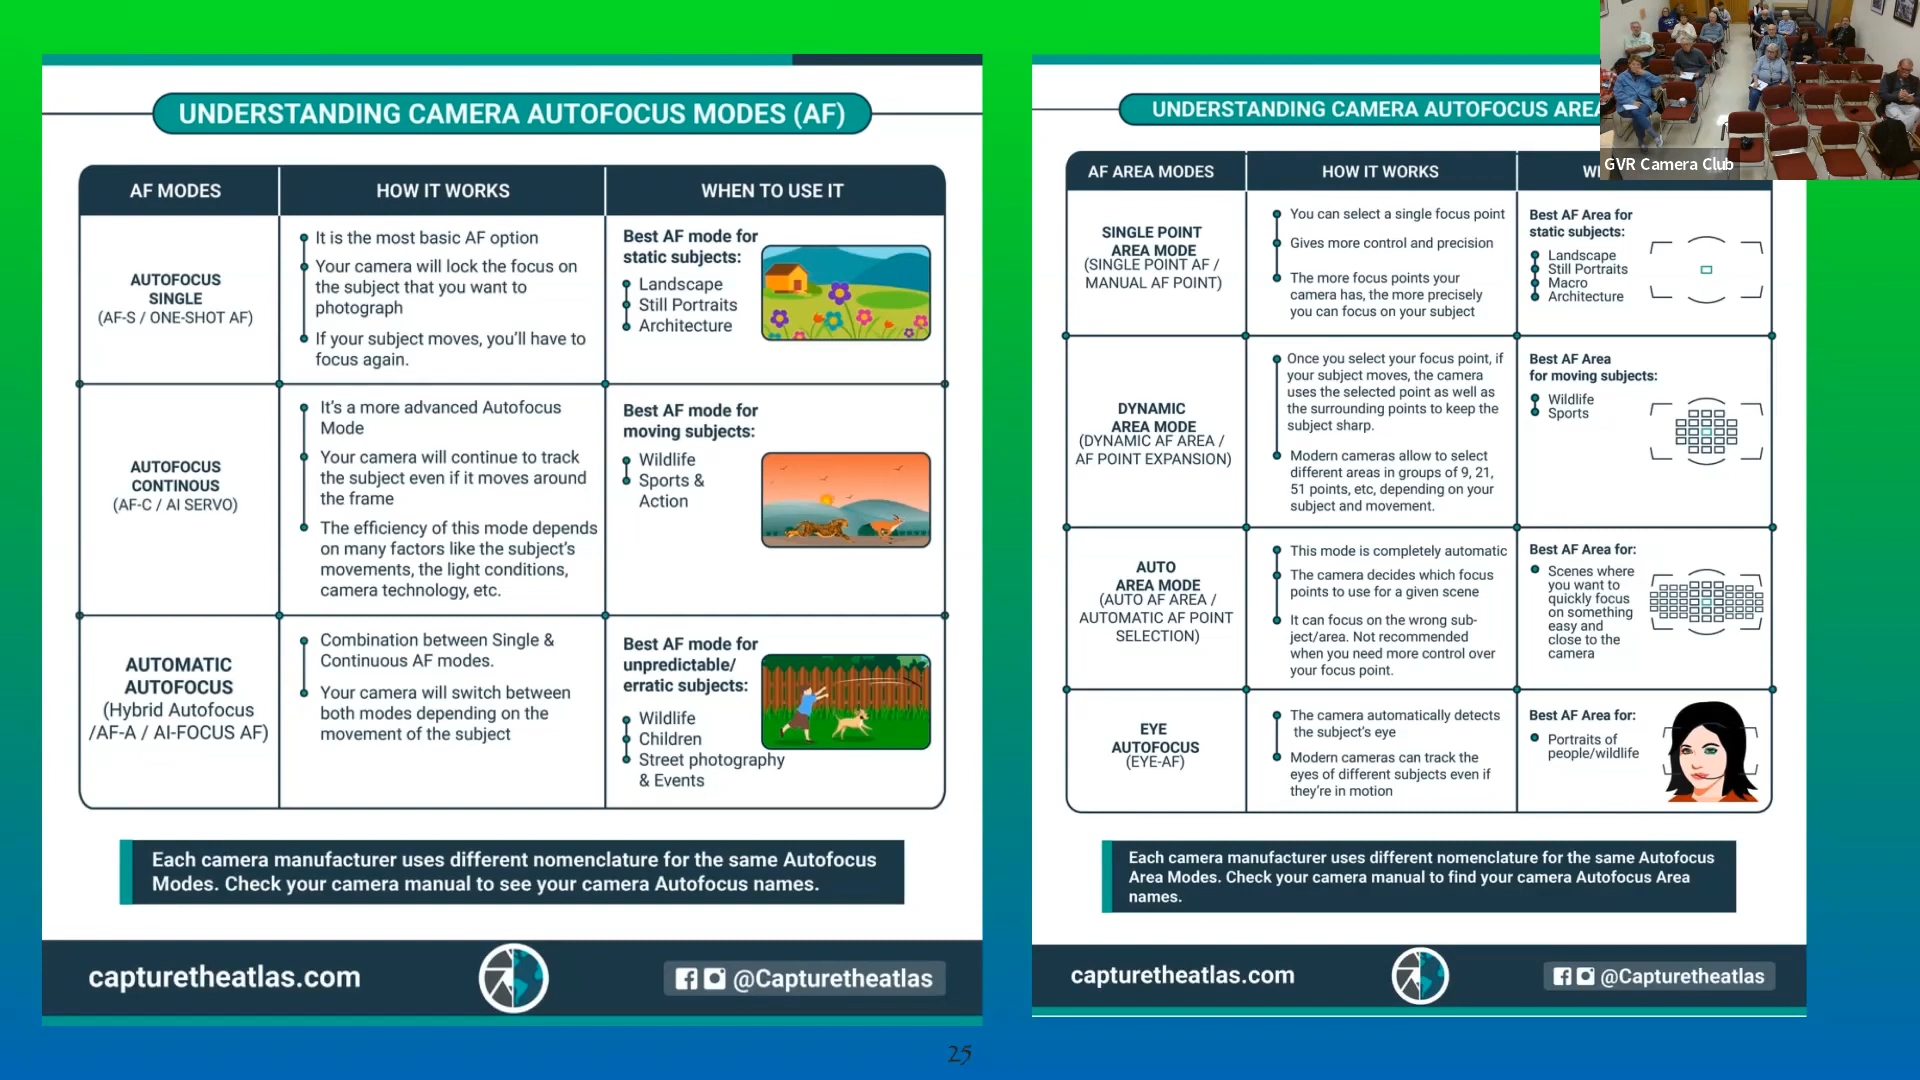 UNDERSTANDING CAMERA AUTOFOCUS MODES (AF)
AF MODES
HOW IT WORKS
WHEN TO USE IT
AUTOFOCUS
SINGLE
(AF-S / ONE-SHOT AF)
It is the most basic AF option
Your camera will lock the focus on
the subject that you want to
photograph
If your subject moves, you'll have to
focus again.
Best AF mode for
static subjects:
Landscape
Still Portraits
Architecture
AUTOFOCUS
CONTINOUS
(AF-C / AI SERVO)
It's a more advanced Autofocus
Mode
Your camera will continue to track
the subject even if it moves around
the frame
The efficiency of this mode depends
on many factors like the subject's
movements, the light conditions,
camera technology, etc.
Best AF mode for
moving subjects:
Wildlife
Sports &
Action
AUTOMATIC
AUTOFOCUS
(Hybrid Autofocus
/AF-A / AI-FOCUS AF)
Combination between Single &
Continuous AF modes.
Your camera will switch between
both modes depending on the
movement of the subject
Best AF mode for
unpredictable/
erratic subjects:
Wildlife
Children
Street photography
& Events
Each camera manufacturer uses different nomenclature for the same Autofocus
Modes. Check your camera manual to see your camera Autofocus names.
capturetheatlas.com
@Capturetheatlas
UNDERSTANDING CAMERA AUTOFOCUS AREA
AF AREA MODES
HOW IT WORKS
SINGLE POINT
AREA MODE
(SINGLE POINT AF /
MANUAL AF POINT)
You can select a single focus point
Gives more control and precision
The more focus points your
camera has, the more precisely
you can focus on your subject
Best AF Area for
static subjects:
Landscape
Still Portraits
Macro
Architecture
DYNAMIC
AREA MODE
(DYNAMIC AF AREA /
AF POINT EXPANSION)
Once you select your focus point, if
your subject moves, the camera
uses the selected point as well as
the surrounding points to keep the
subject sharp.
Modern cameras allow to select
different areas in groups of 9, 21,
51 points, etc, depending on your
subject and movement.
Best AF Area
for moving subjects:
Wildlife
Sports
AUTO
AREA MODE
(AUTO AF AREA /
AUTOMATIC AF POINT
SELECTION)
This mode is completely automatic
The camera decides which focus
points to use for a given scene
It can focus on the wrong sub-
ject/area. Not recommended
when you need more control over
your focus point.
Best AF Area for:
Scenes where
you want to
quickly focus
on something
easy and
close to the
camera
EYE
AUTOFOCUS
(EYE-AF)
The camera automatically detects
the subject's eye
Modern cameras can track the
eyes of different subjects even if
they're in motion
Best AF Area for:
Portraits of
people/wildlife
Each camera manufacturer uses different nomenclature for the same Autofocus
Area Modes. Check your camera manual to find your camera Autofocus Area
names.
capturetheatlas.com
@Capturetheatlas
GVR Camera Club
25